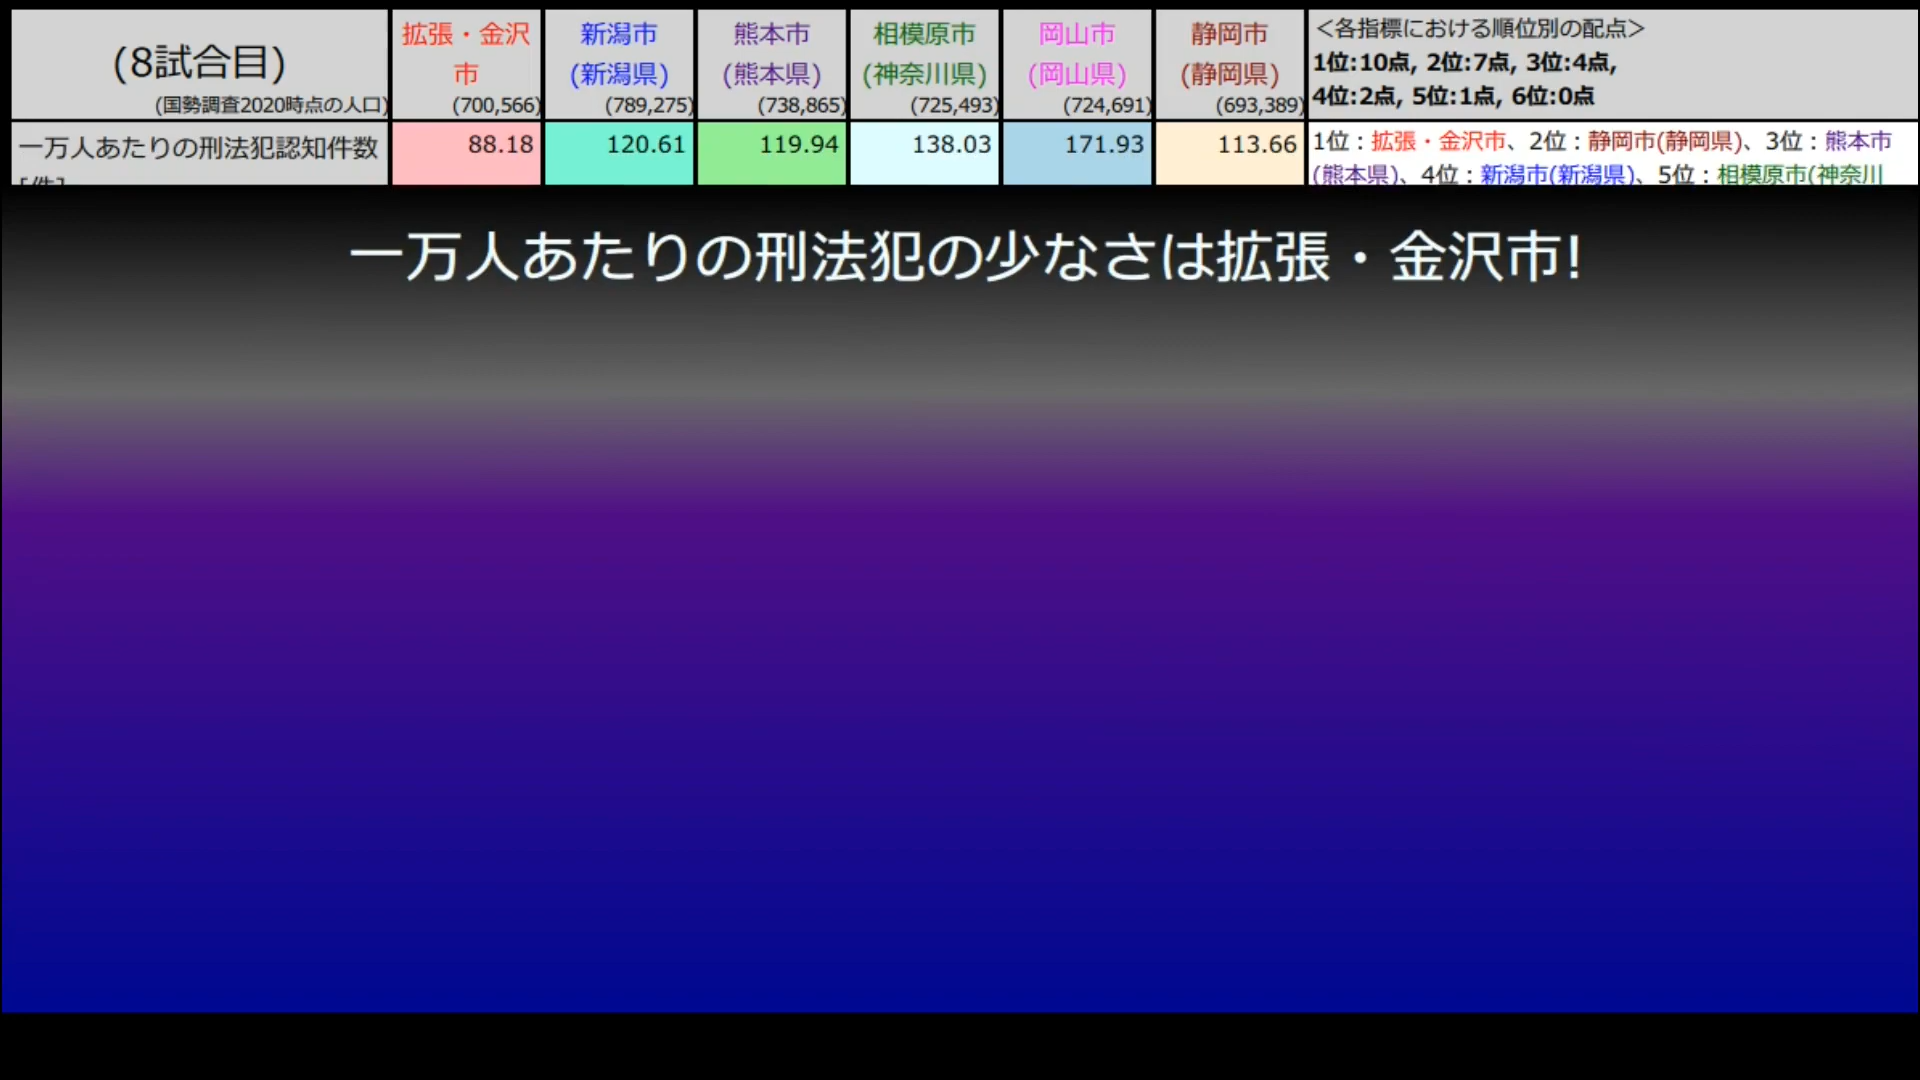 (8試合目)
(国勢調査2020時点の人口)
拡張・金沢
市
(700,566)
新潟市
(新潟県)
(789,275)
熊本市
(熊本県)
(738,865)
相模原市
(神奈川県)
(725,493)
岡山市
(岡山県)
(724,691)
静岡市
(静岡県)
(693,389)
＜各指標における順位別の配点＞
1位:10点, 2位:7点, 3位:4点,
4位:2点, 5位:1点, 6位:0点
一万人あたりの刑法犯認知件数
88.18
120.61
119.94
138.03
171.93
113.66
1位：拡張・金沢市、2位：静岡市(静岡県)、3位：熊本市
(熊本県)、4位：新潟市(新潟県)、5位：相模原市(神奈川
一万人あたりの刑法犯の少なさは拡張・金沢市!